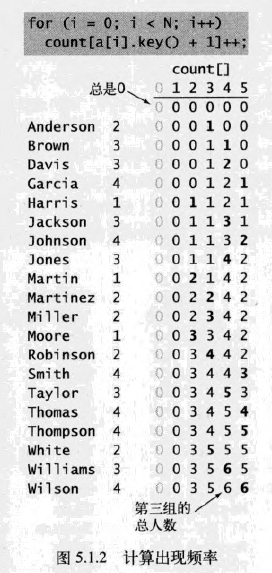 for (i = 0; i < N; i++)
count[a[i].key() + 1]++;
count[]
总是0 0 1 2 3 4 5
0 0 0 0 0 0
Anderson 2 0 0 0 1 0 0
Brown 3 0 0 0 1 1 0
Davis 3 0 0 0 1 2 0
Garcia 4 0 0 0 1 2 1
Harris 1 0 0 1 1 2 1
Jackson 3 0 0 1 1 3 1
Johnson 4 0 0 1 1 3 2
Jones 3 0 0 1 1 4 2
Martin 1 0 0 2 1 4 2
Martinez 2 0 0 2 2 4 2
Miller 2 0 0 2 3 4 2
Moore 1 0 0 3 3 4 2
Robinson 2 0 0 3 4 4 2
Smith 4 0 0 3 4 4 3
Taylor 3 0 0 3 4 5 3
Thomas 4 0 0 3 4 5 4
Thompson 4 0 0 3 4 5 5
White 2 0 0 3 5 5 5
Williams 3 0 0 3 5 6 5
Wilson 4 0 0 3 5 6 6
第三组的
总人数
图 5.1.2 计算出现频率